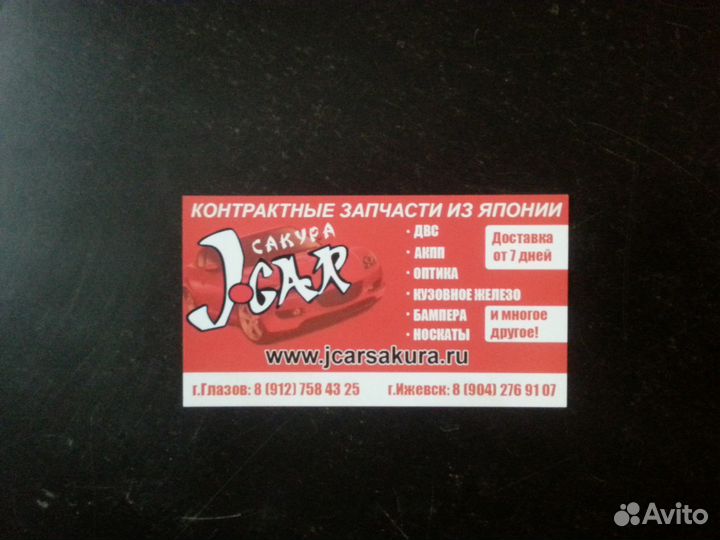 КОНТРАКТНЫЕ ЗАПЧАСТИ ИЗ ЯПОНИИ
САКУРА
J.CAR
· ДВС
· АКПП
· ОПТИКА
· КУЗОВНОЕ ЖЕЛЕЗО
· БАМПЕРА
· НОСКАТЫ
Доставка
от 7 дней
и многое
другое!
www.jcarsakura.ru
г.Глазов: 8 (912) 758 43 25 г.Ижевск: 8 (904) 276 91 07
Avito